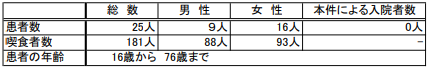 総 数 男 性 女 性 本件による入院者数
患者数 25人 9人 16人 0人
喫食者数 181人 88人 93人 -
患者の年齢 16歳から 76歳まで